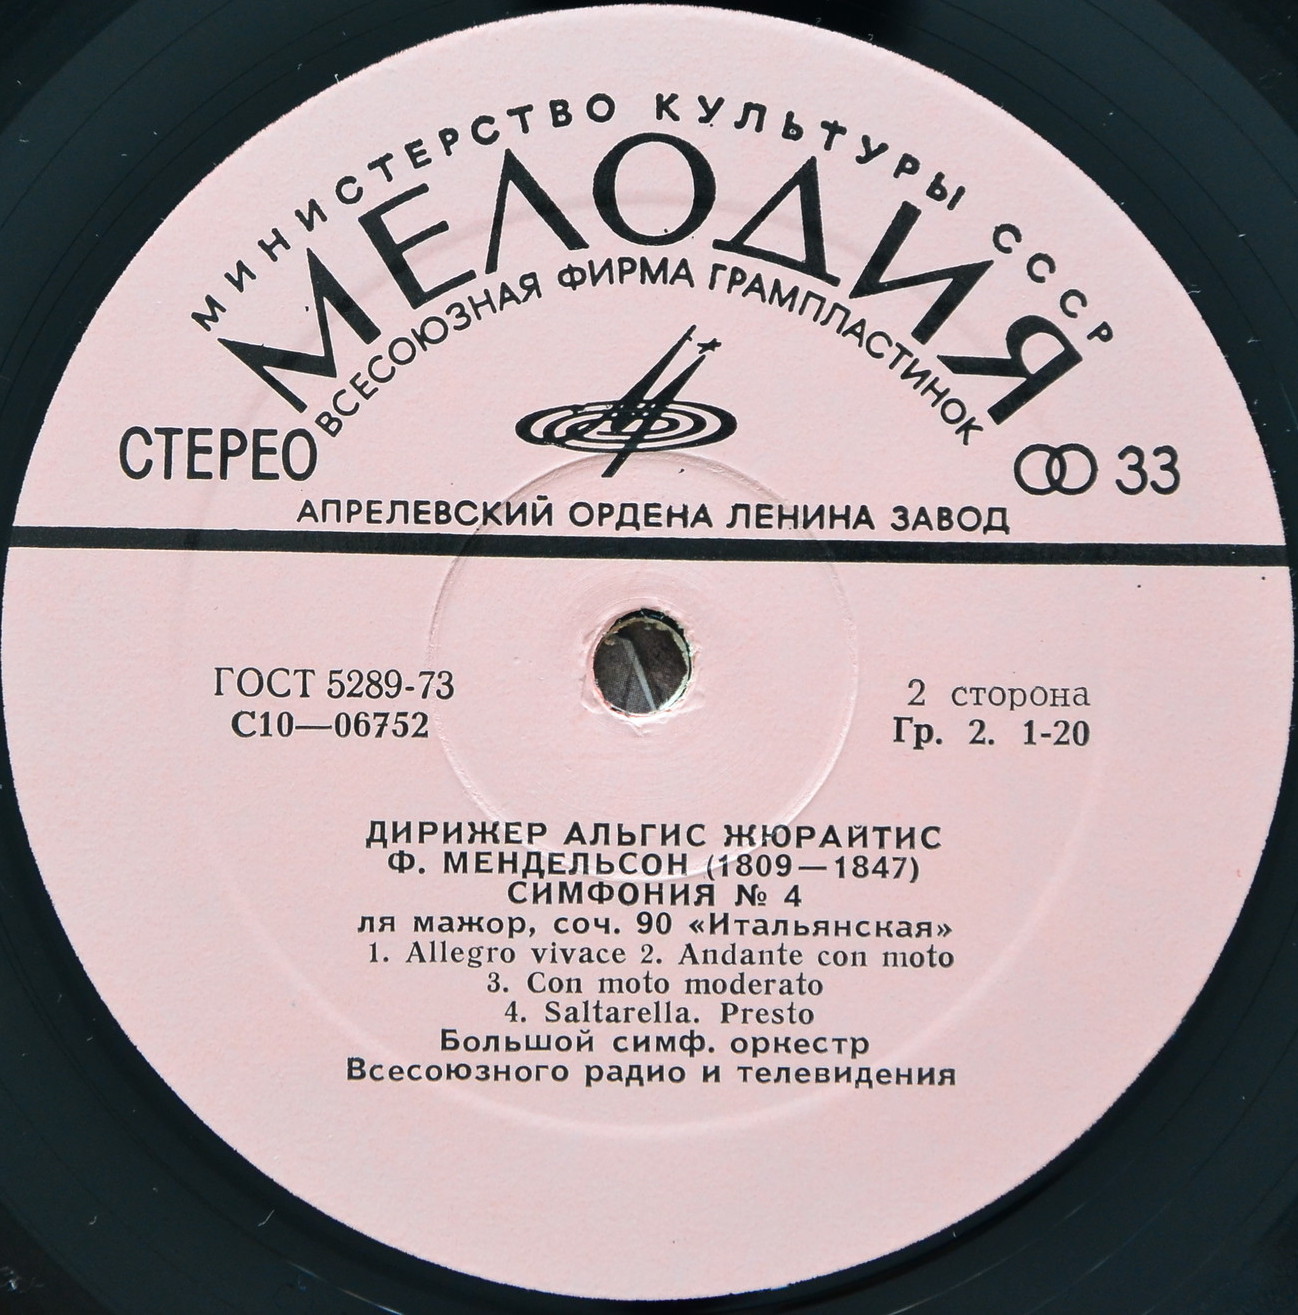 МИНИСТЕРСТВО КУЛЬТУРЫ СССР
МЕЛОДИЯ
ВСЕСОЮЗНАЯ ФИРМА ГРАМПЛАСТИНОК
СТЕРЕО
33
АПРЕЛЕВСКИЙ ОРДЕНА ЛЕНИНА ЗАВОД
ГОСТ 5289-73
С10—06752
2 сторона
Гр. 2. 1-20
ДИРИЖЕР АЛЬГИС ЖЮРАЙТИС
Ф. МЕНДЕЛЬСОН (1809—1847)
СИМФОНИЯ № 4
ля мажор, соч. 90 «Итальянская»
1. Allegro vivace 2. Andante con moto
3. Con moto moderato
4. Saltarella. Presto
Большой симф. оркестр
Всесоюзного радио и телевидения